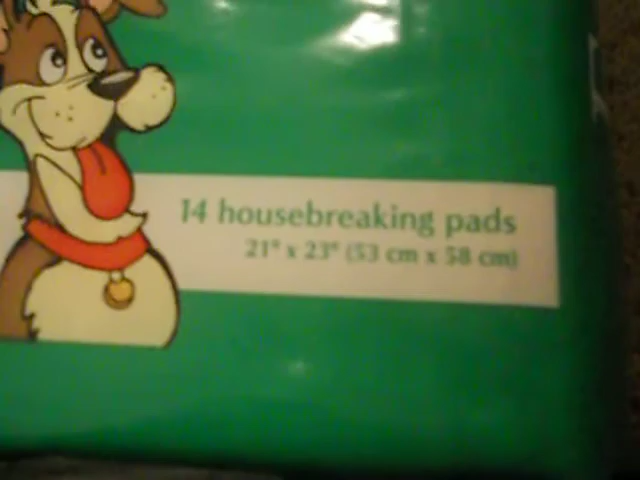 14 housebreaking pads
21" x 23" (53 cm x 58 cm)